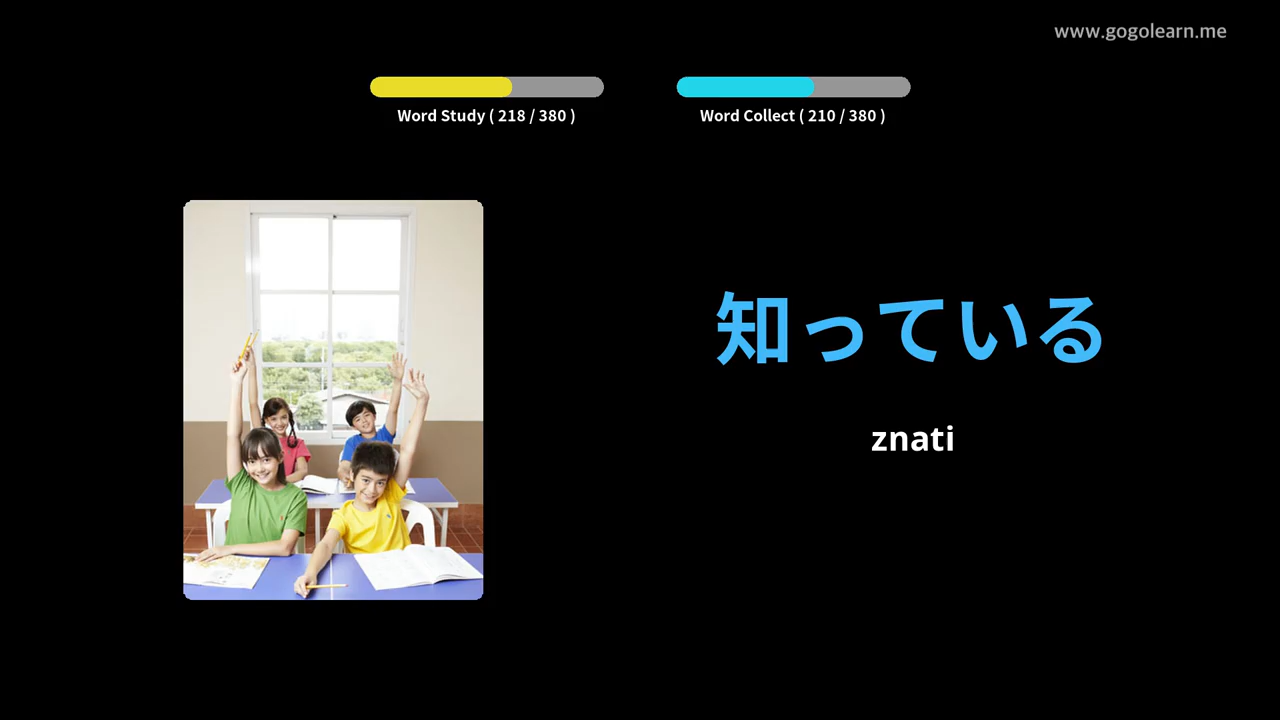 www.gogolearn.me
Word Study ( 218 / 380 )
Word Collect ( 210 / 380 )
知っている
znati